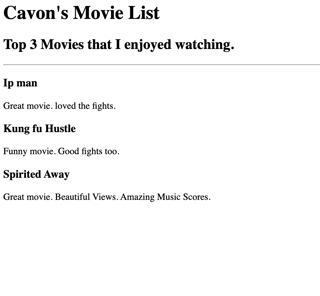 Cavon's Movie List
Top 3 Movies that I enjoyed watching.
Ip man
Great movie. loved the fights.
Kung fu Hustle
Funny movie. Good fights too.
Spirited Away
Great movie. Beautiful Views. Amazing Music Scores.